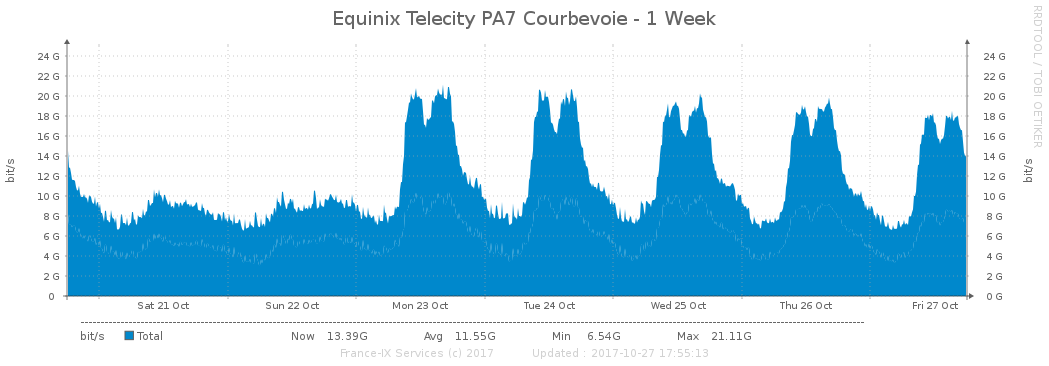 Equinix Telecity PA7 Courbevoie - 1 Week
RRDTOOL / TOBI OETIKER
bit/s
24 G 24 G
22 G 22 G
20 G 20 G
18 G 18 G
16 G 16 G
14 G 14 G
12 G 12 G
10 G 10 G
8 G 8 G
6 G 6 G
4 G 4 G
2 G 2 G
0 0 G
bit/s
Sat 21 Oct Sun 22 Oct Mon 23 Oct Tue 24 Oct Wed 25 Oct Thu 26 Oct Fri 27 Oct
bit/s Total Now 13.39G Avg 11.55G Min 6.54G Max 21.11G
France-IX Services (c) 2017 Updated : 2017-10-27 17:55:13